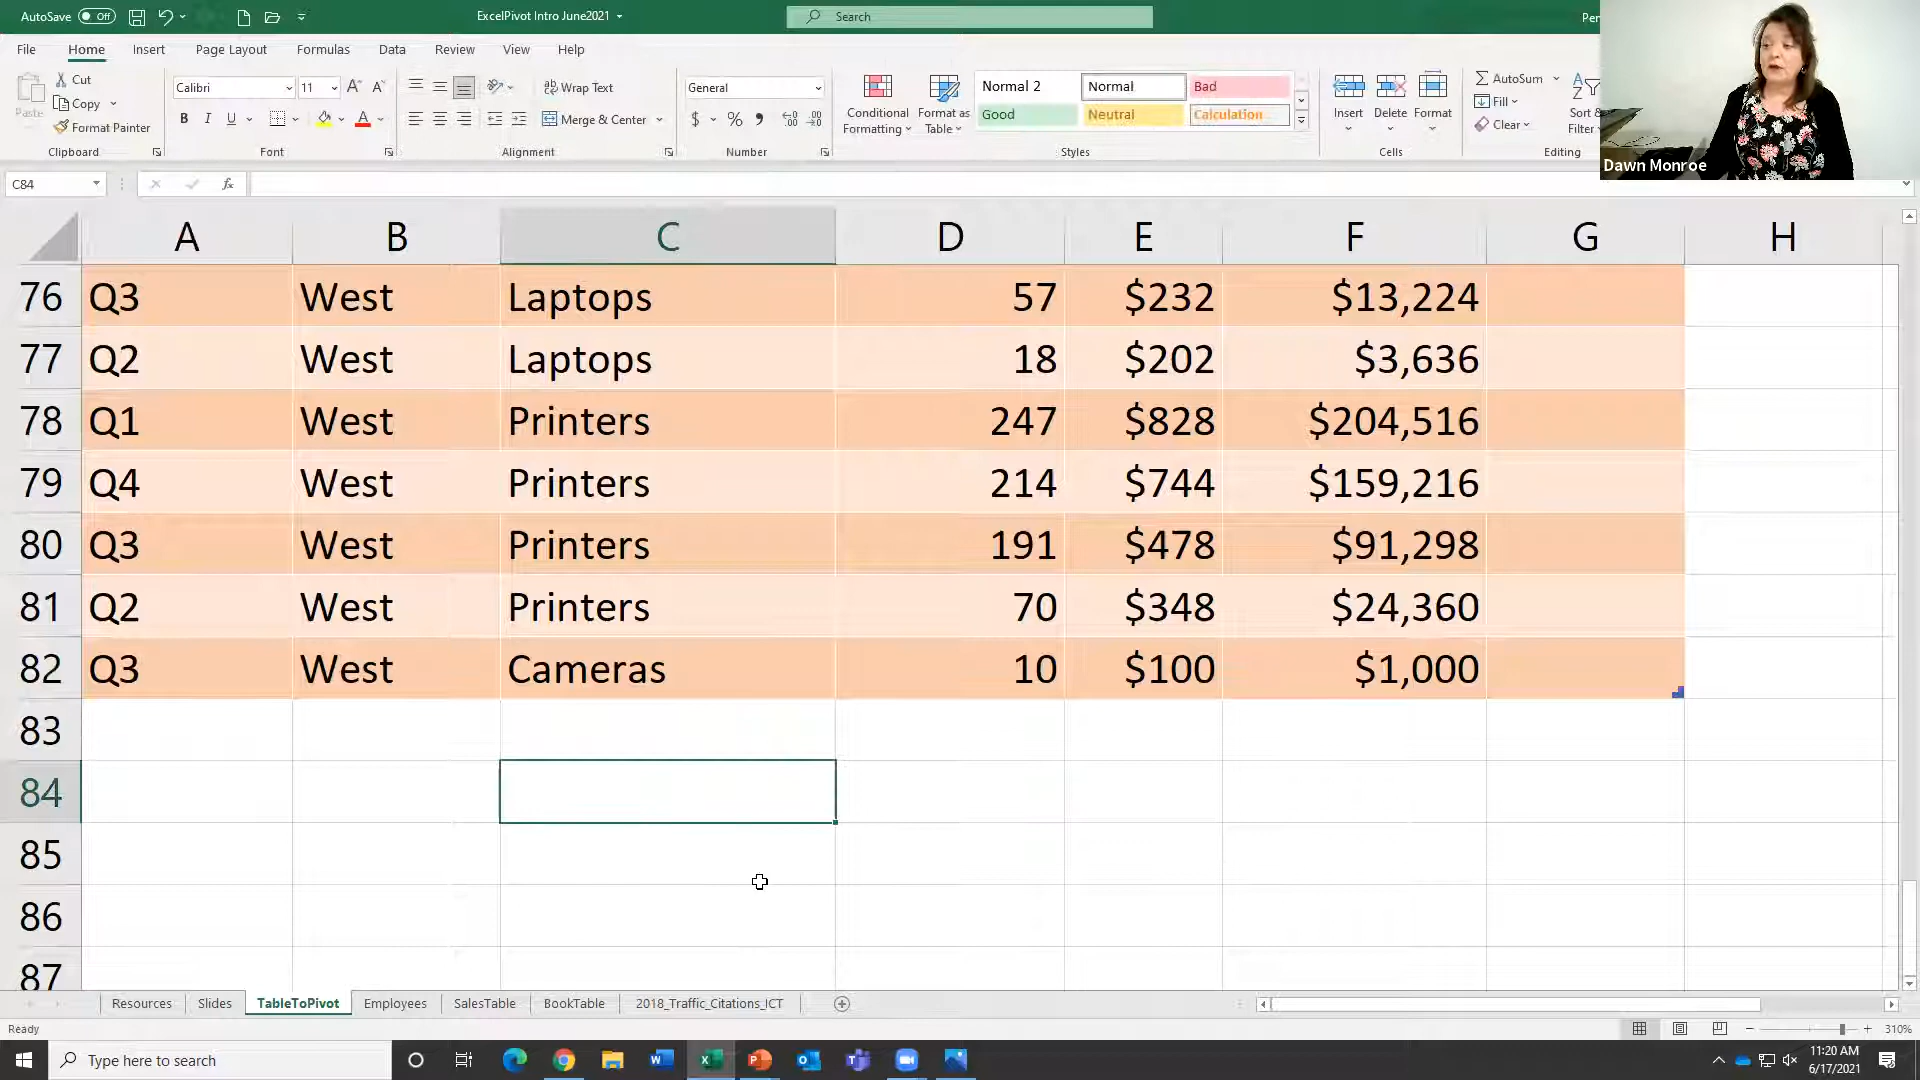 AutoSave Off ExcelPivot Intro June2021 Search Per
File Home Insert Page Layout Formulas Data Review View Help
Paste Cut Copy Format Painter
Calibri 11 A A
B I U A
Wrap Text
Merge & Center
General
$ % 9
Conditional Formatting
Format as Table
Normal 2 Normal Bad
Good Neutral Calculation
Insert Delete Format
AutoSum
Fill
Clear
Sort & Filter
Clipboard Font Alignment Number Styles Cells Editing
Dawn Monroe
C84 fx
A B C D E F G H
76 Q3 West Laptops 57 $232 $13,224
77 Q2 West Laptops 18 $202 $3,636
78 Q1 West Printers 247 $828 $204,516
79 Q4 West Printers 214 $744 $159,216
80 Q3 West Printers 191 $478 $91,298
81 Q2 West Printers 70 $348 $24,360
82 Q3 West Cameras 10 $100 $1,000
83
84
85
86
87
Resources Slides TableToPivot Employees SalesTable BookTable 2018_Traffic_Citations_ICT
Ready 310%
Type here to search 11:20 AM
6/17/2021